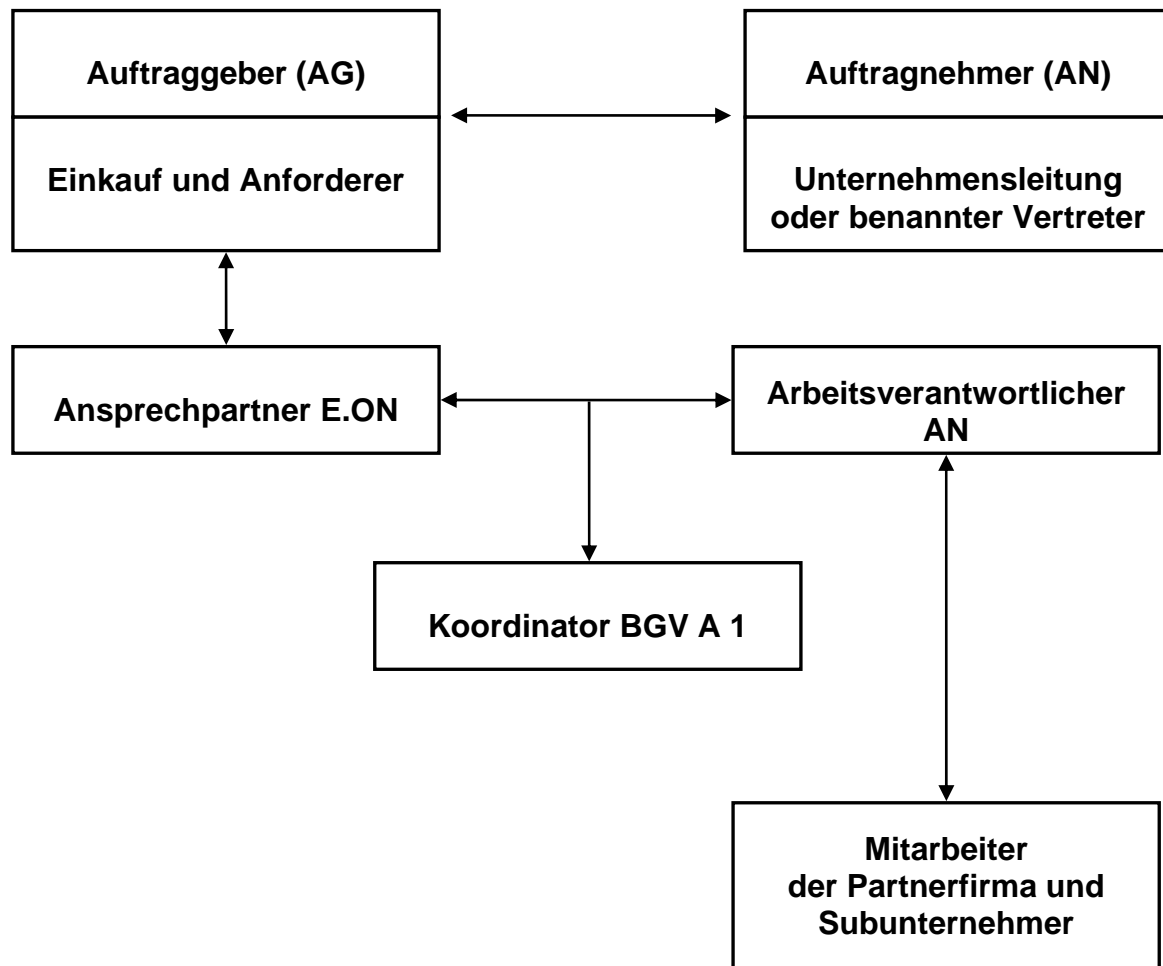 Auftraggeber (AG)
Einkauf und Anforderer
Auftragnehmer (AN)
Unternehmensleitung
oder benannter Vertreter
Ansprechpartner E.ON
Arbeitsverantwortlicher
AN
Koordinator BGV A 1
Mitarbeiter
der Partnerfirma und
Subunternehmer